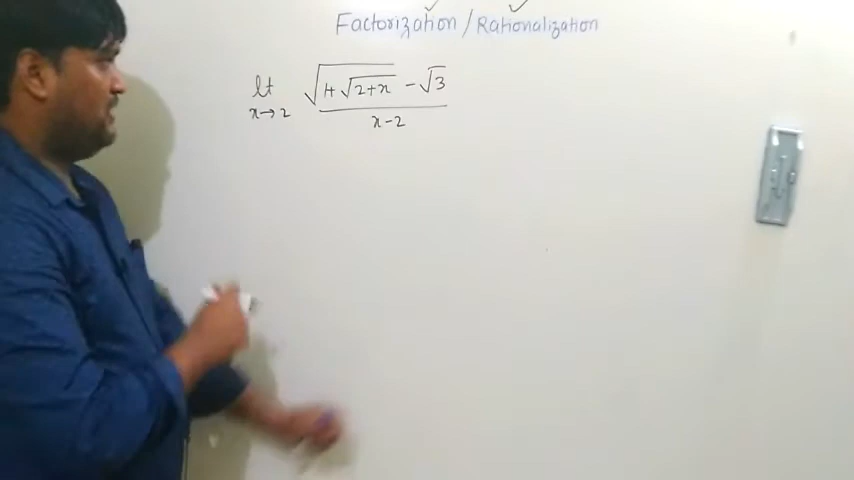 Factorization / Rationalization
lt x→2 √(1+√(2+x)) - √3
x-2